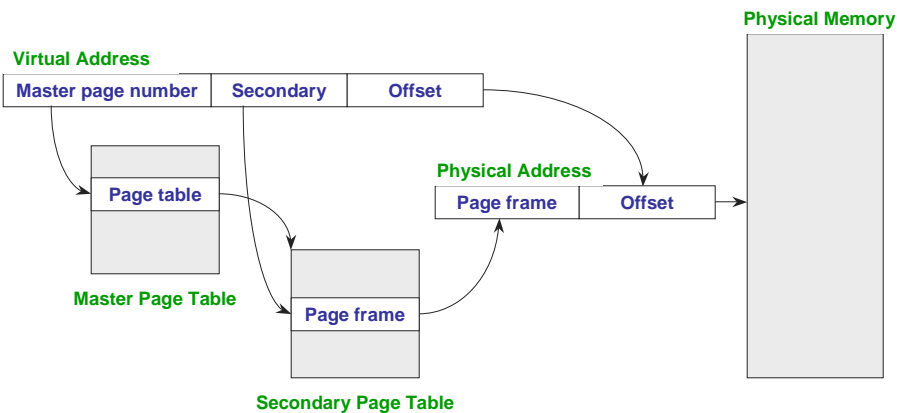 Physical Memory
Virtual Address
Master page number Secondary Offset
Physical Address
Page table
Page frame Offset
Master Page Table
Page frame
Secondary Page Table